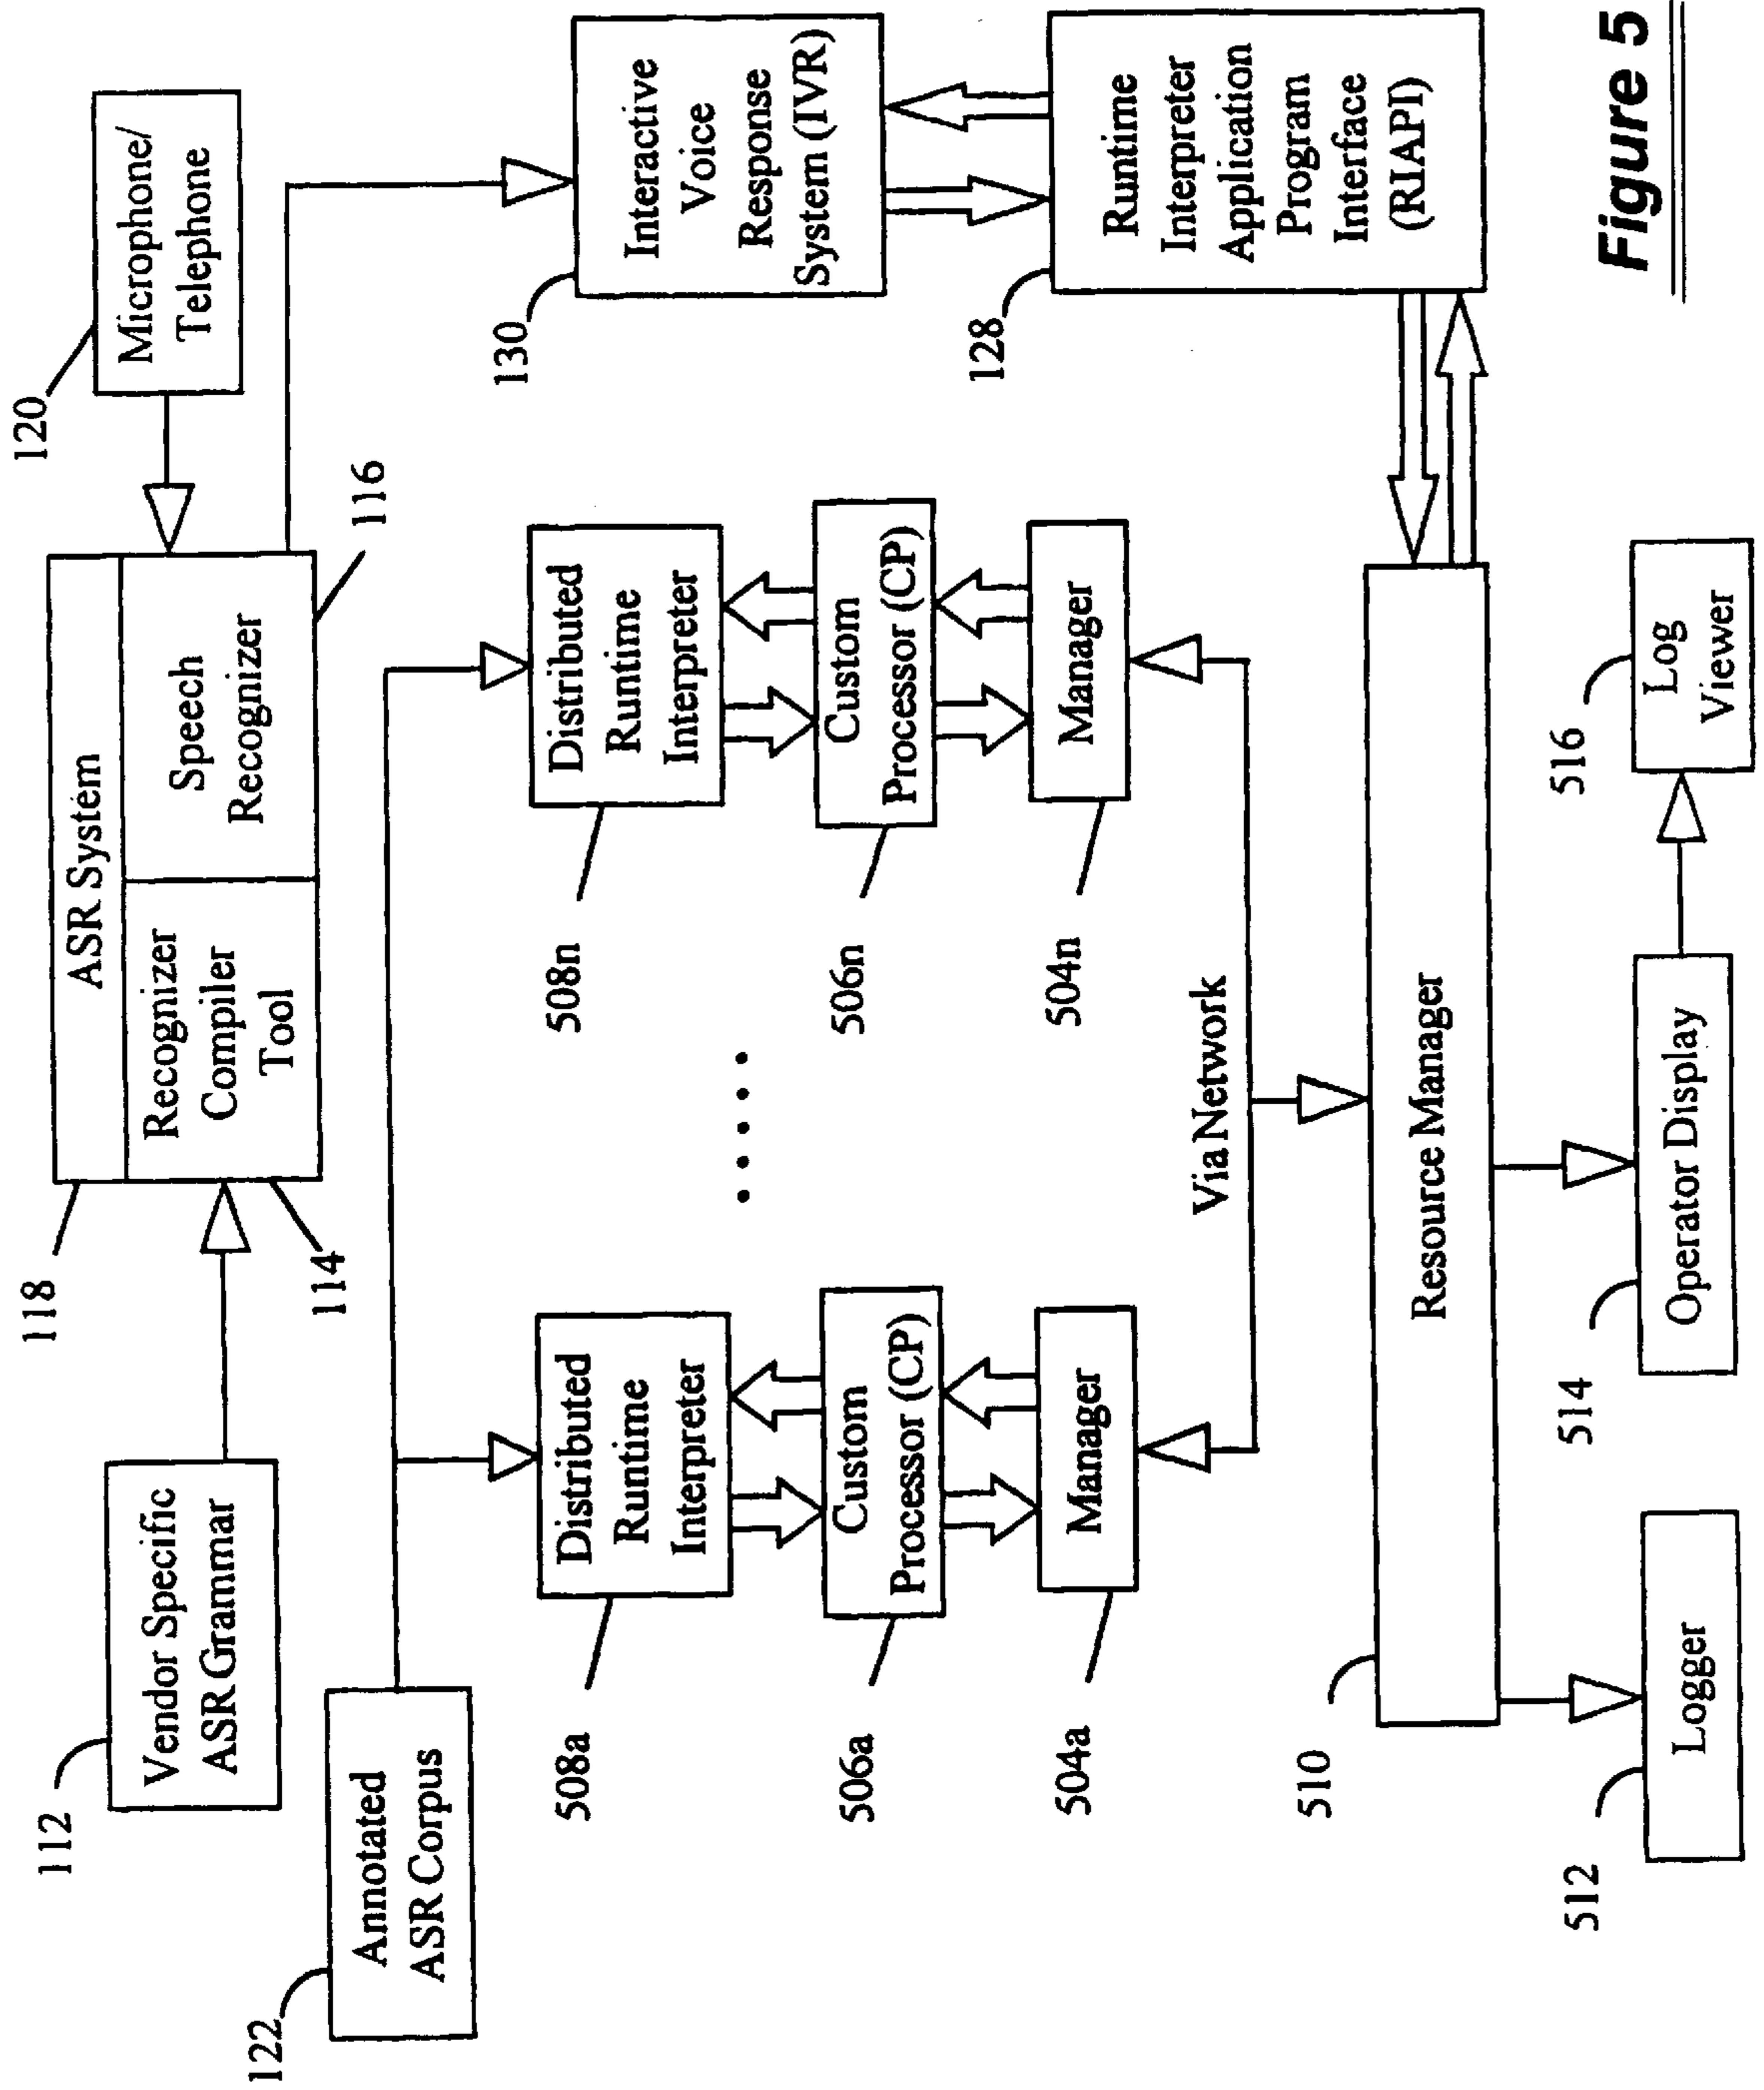 120
Microphone/
Telephone
ASR System
Recognizer
Compiler
Tool
Speech
Recognizer
118
114
116
112
Vendor Specific
ASR Grammar
122
Annotated
ASR Corpus
130
Interactive
Voice
Response
System (IVR)
128
Runtime
Interpreter
Application
Program
Interface
(RIAPI)
508a
Distributed
Runtime
Interpreter
506a
Custom
Processor (CP)
504a
Manager
508n
Distributed
Runtime
Interpreter
506n
Custom
Processor (CP)
504n
Manager
Via Network
510
Resource Manager
512
Logger
514
Operator Display
516
Log
Viewer
Figure 5